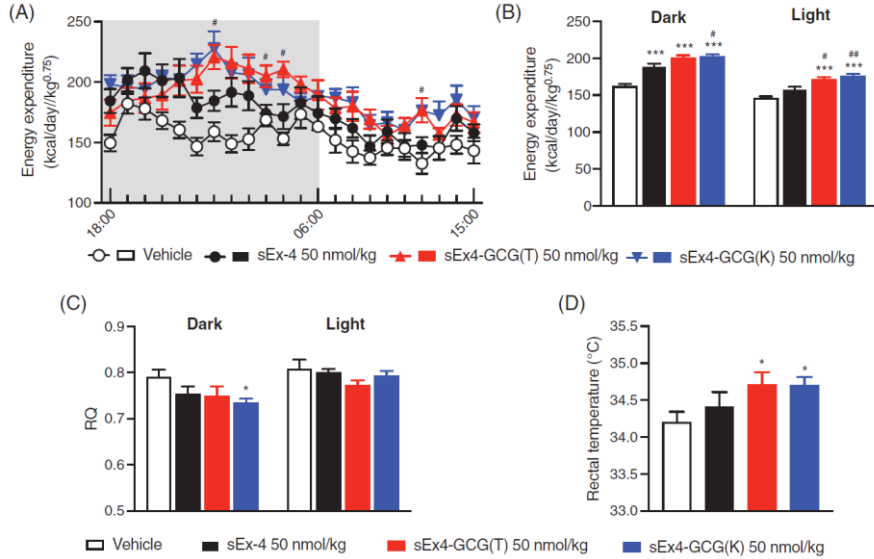 (A)
Energy expenditure
(kcal/day//kg0.75)
250
200
150
100
#
#
#
#
18:00
06:00
15:00
(B)
Energy expenditure
(kcal/day//kg0.75)
Dark
Light
250
200
150
100
50
0
***
***
#
***
#
***
##
***
Vehicle
sEx-4 50 nmol/kg
sEx4-GCG(T) 50 nmol/kg
sEx4-GCG(K) 50 nmol/kg
(C)
Dark
Light
RQ
0.9
0.8
0.7
0.6
0.5
*
(D)
Rectal temperature (°C)
35.5
35.0
34.5
34.0
33.5
33.0
*
*
Vehicle
sEx-4 50 nmol/kg
sEx4-GCG(T) 50 nmol/kg
sEx4-GCG(K) 50 nmol/kg